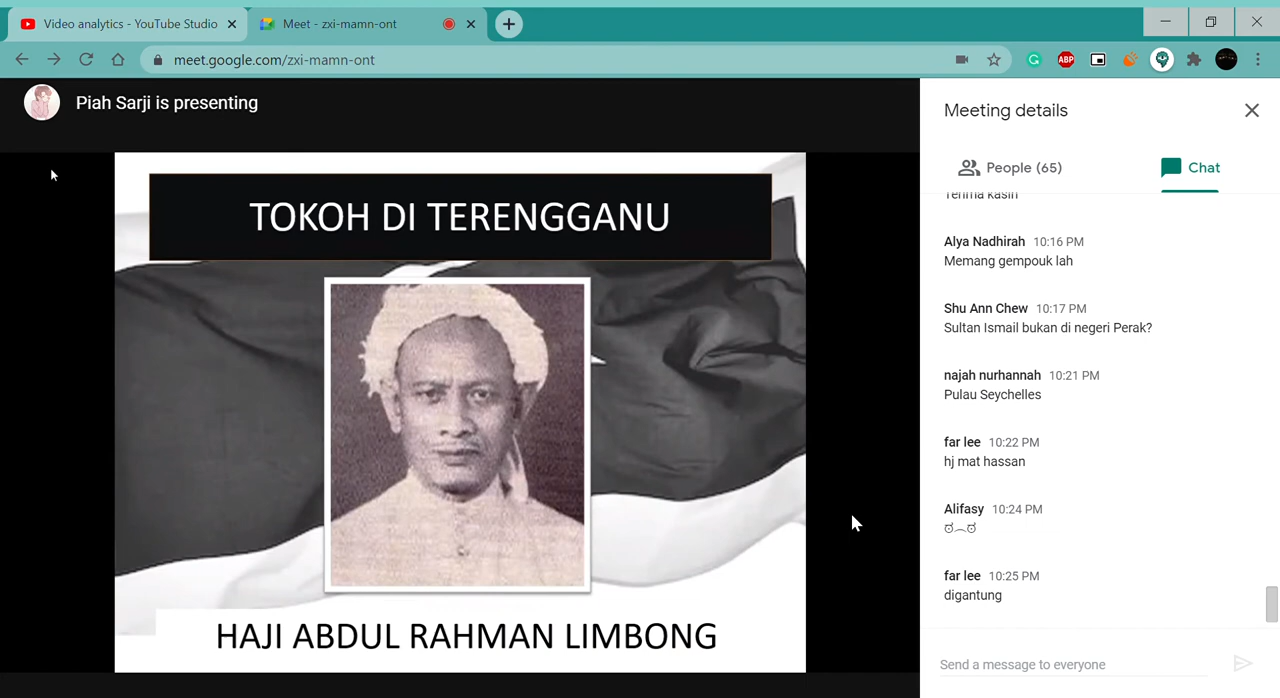 Video analytics - YouTube Studio
Meet - zxi-mamn-ont
meet.google.com/zxi-mamn-ont
ABP
Piah Sarji is presenting
TOKOH DI TERENGGANU
HAJI ABDUL RAHMAN LIMBONG
Meeting details
People (65)
Chat
Terima kasih
Alya Nadhirah 10:16 PM
Memang gempouk lah
Shu Ann Chew 10:17 PM
Sultan Ismail bukan di negeri Perak?
najah nurhannah 10:21 PM
Pulau Seychelles
far lee 10:22 PM
hj mat hassan
Alifasy 10:24 PM
ಠ︵ಠ
far lee 10:25 PM
digantung
Send a message to everyone